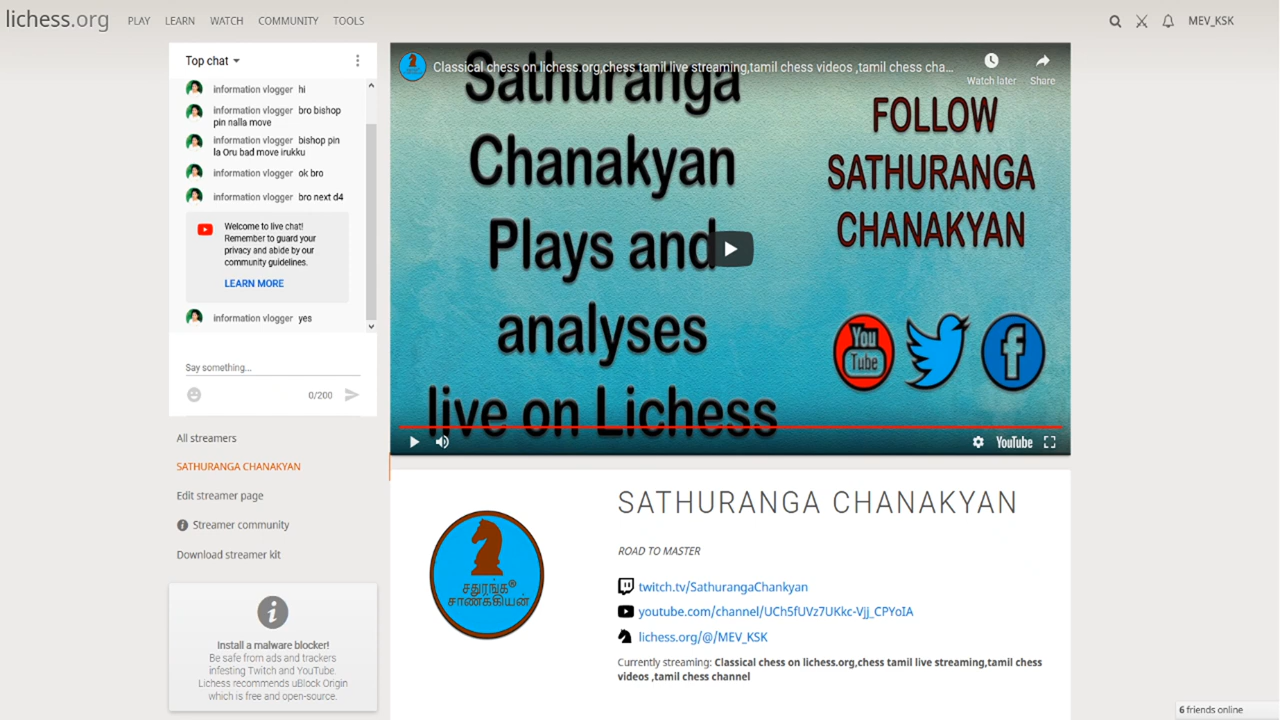 lichess.org PLAY LEARN WATCH COMMUNITY TOOLS MEV_KSK
Top chat
information vlogger hi
information vlogger bro bishop
pin nalla move
information vlogger bishop pin
la Oru bad move irukku
information vlogger ok bro
information vlogger bro next d4
Welcome to live chat!
Remember to guard your
privacy and abide by our
community guidelines.
LEARN MORE
information vlogger yes
Say something...
0/200
All streamers
SATHURANGA CHANAKYAN
Edit streamer page
Streamer community
Download streamer kit
Install a malware blocker!
Be safe from ads and trackers
infesting Twitch and YouTube.
Lichess recommends uBlock Origin
which is free and open-source.
Classical chess on lichess.org,chess tamil live streaming,tamil chess videos ,tamil chess cha...
Watch later
Share
Sathuranga
Chanakyan
Plays and
analyses
live on Lichess
FOLLOW
SATHURANGA
CHANAKYAN
You
Tube
YouTube
SATHURANGA CHANAKYAN
ROAD TO MASTER
சதுரங்க®
சாணக்கியன்
twitch.tv/SathurangaChankyan
youtube.com/channel/UCh5fUVz7UKkc-Vjj_CPYoIA
lichess.org/@/MEV_KSK
Currently streaming: Classical chess on lichess.org,chess tamil live streaming,tamil chess
videos ,tamil chess channel
6 friends online